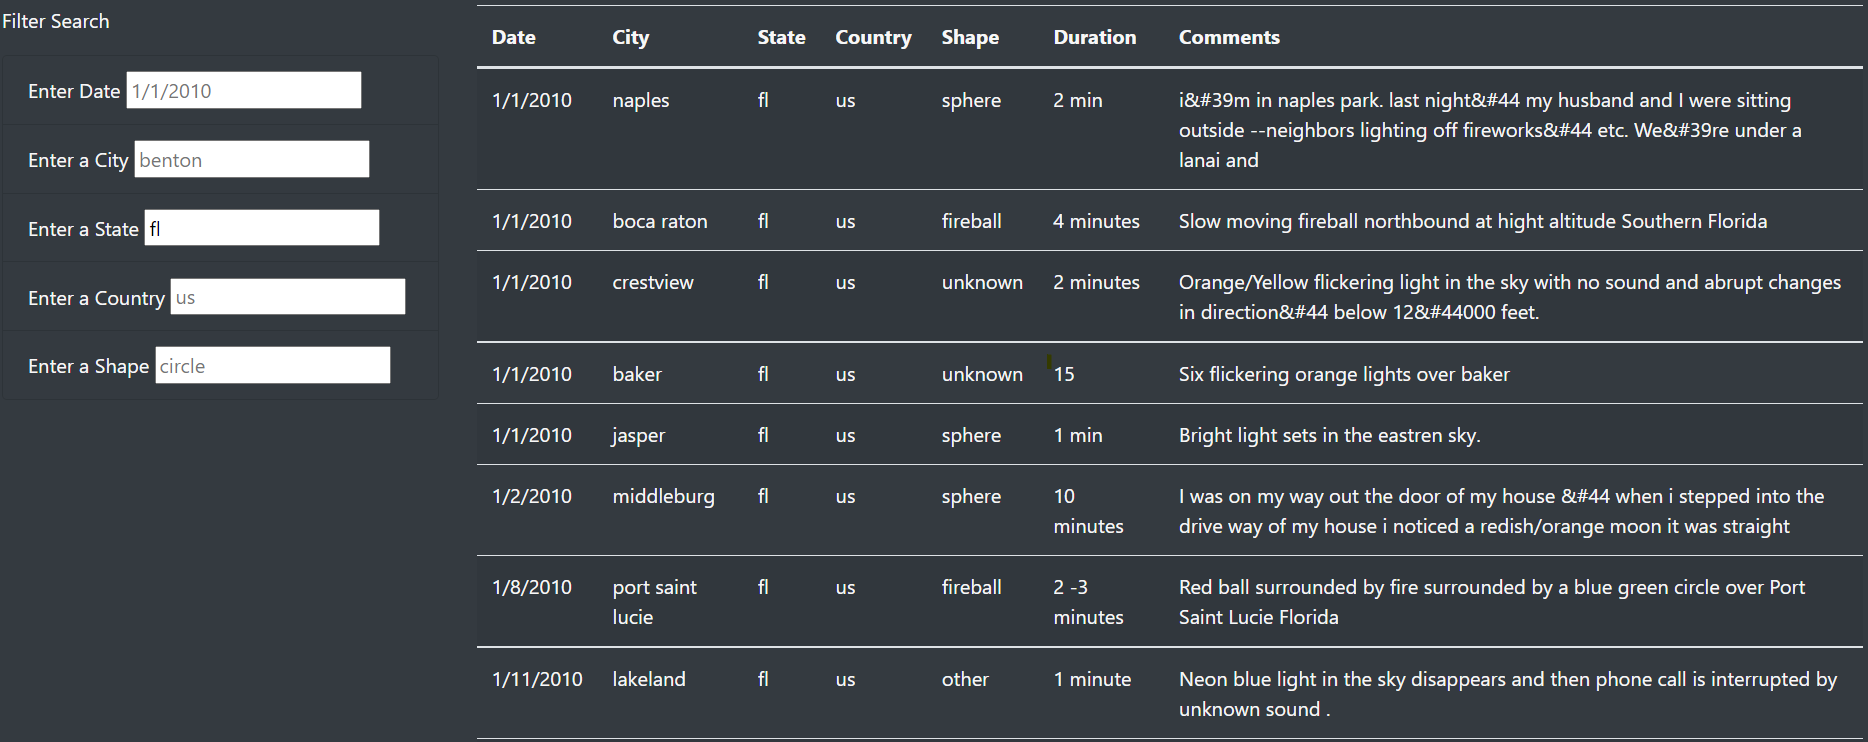 Filter Search
Enter Date 1/1/2010
Enter a City benton
Enter a State fl
Enter a Country us
Enter a Shape circle
Date City State Country Shape Duration Comments
1/1/2010 naples fl us sphere 2 min i&#39m in naples park. last night&#44 my husband and I were sitting
outside --neighbors lighting off fireworks&#44 etc. We&#39re under a
lanai and
1/1/2010 boca raton fl us fireball 4 minutes Slow moving fireball northbound at hight altitude Southern Florida
1/1/2010 crestview fl us unknown 2 minutes Orange/Yellow flickering light in the sky with no sound and abrupt changes
in direction&#44 below 12&#44000 feet.
1/1/2010 baker fl us unknown 15 Six flickering orange lights over baker
1/1/2010 jasper fl us sphere 1 min Bright light sets in the eastren sky.
1/2/2010 middleburg fl us sphere 10 I was on my way out the door of my house &#44 when i stepped into the
minutes drive way of my house i noticed a redish/orange moon it was straight
1/8/2010 port saint fl us fireball 2 -3 Red ball surrounded by fire surrounded by a blue green circle over Port
lucie minutes Saint Lucie Florida
1/11/2010 lakeland fl us other 1 minute Neon blue light in the sky disappears and then phone call is interrupted by
unknown sound .